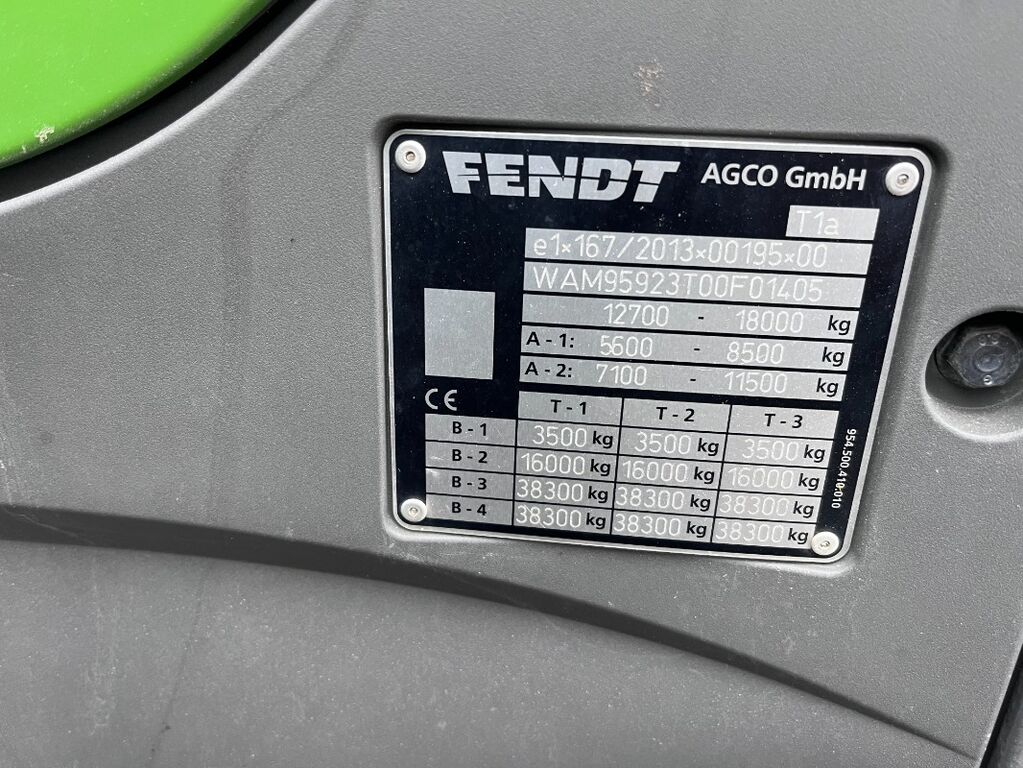 FENDT AGCO GmbH
T1a
e1*167/2013*00195*00
WAM95923T00F01405
12700 - 18000 kg
A - 1: 5600 - 8500 kg
A - 2: 7100 - 11500 kg
CE T - 1 T - 2 T - 3
B - 1 3500 kg 3500 kg 3500 kg
B - 2 16000 kg 16000 kg 16000 kg
B - 3 38300 kg 38300 kg 38300 kg
B - 4 38300 kg 38300 kg 38300 kg
954.500.410.010